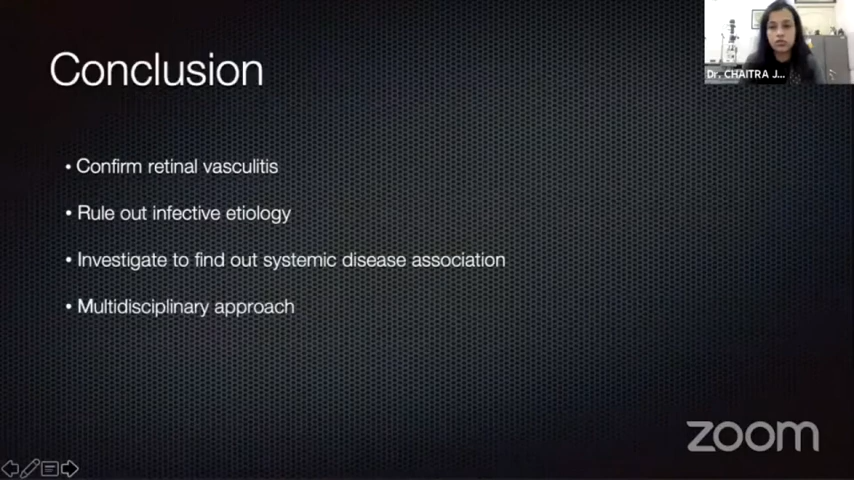 Conclusion
Dr. CHAITRA J...
• Confirm retinal vasculitis
• Rule out infective etiology
• Investigate to find out systemic disease association
• Multidisciplinary approach
zoom